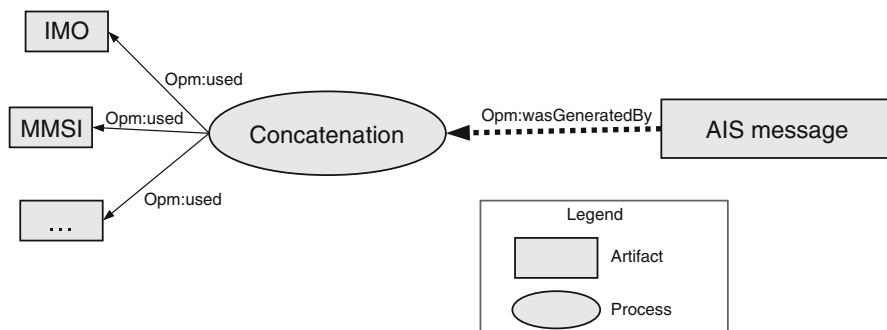 IMO
Opm:used
MMSI
Opm:used
...
Opm:used
Concatenation
Opm:wasGeneratedBy
AIS message
Legend
Artifact
Process